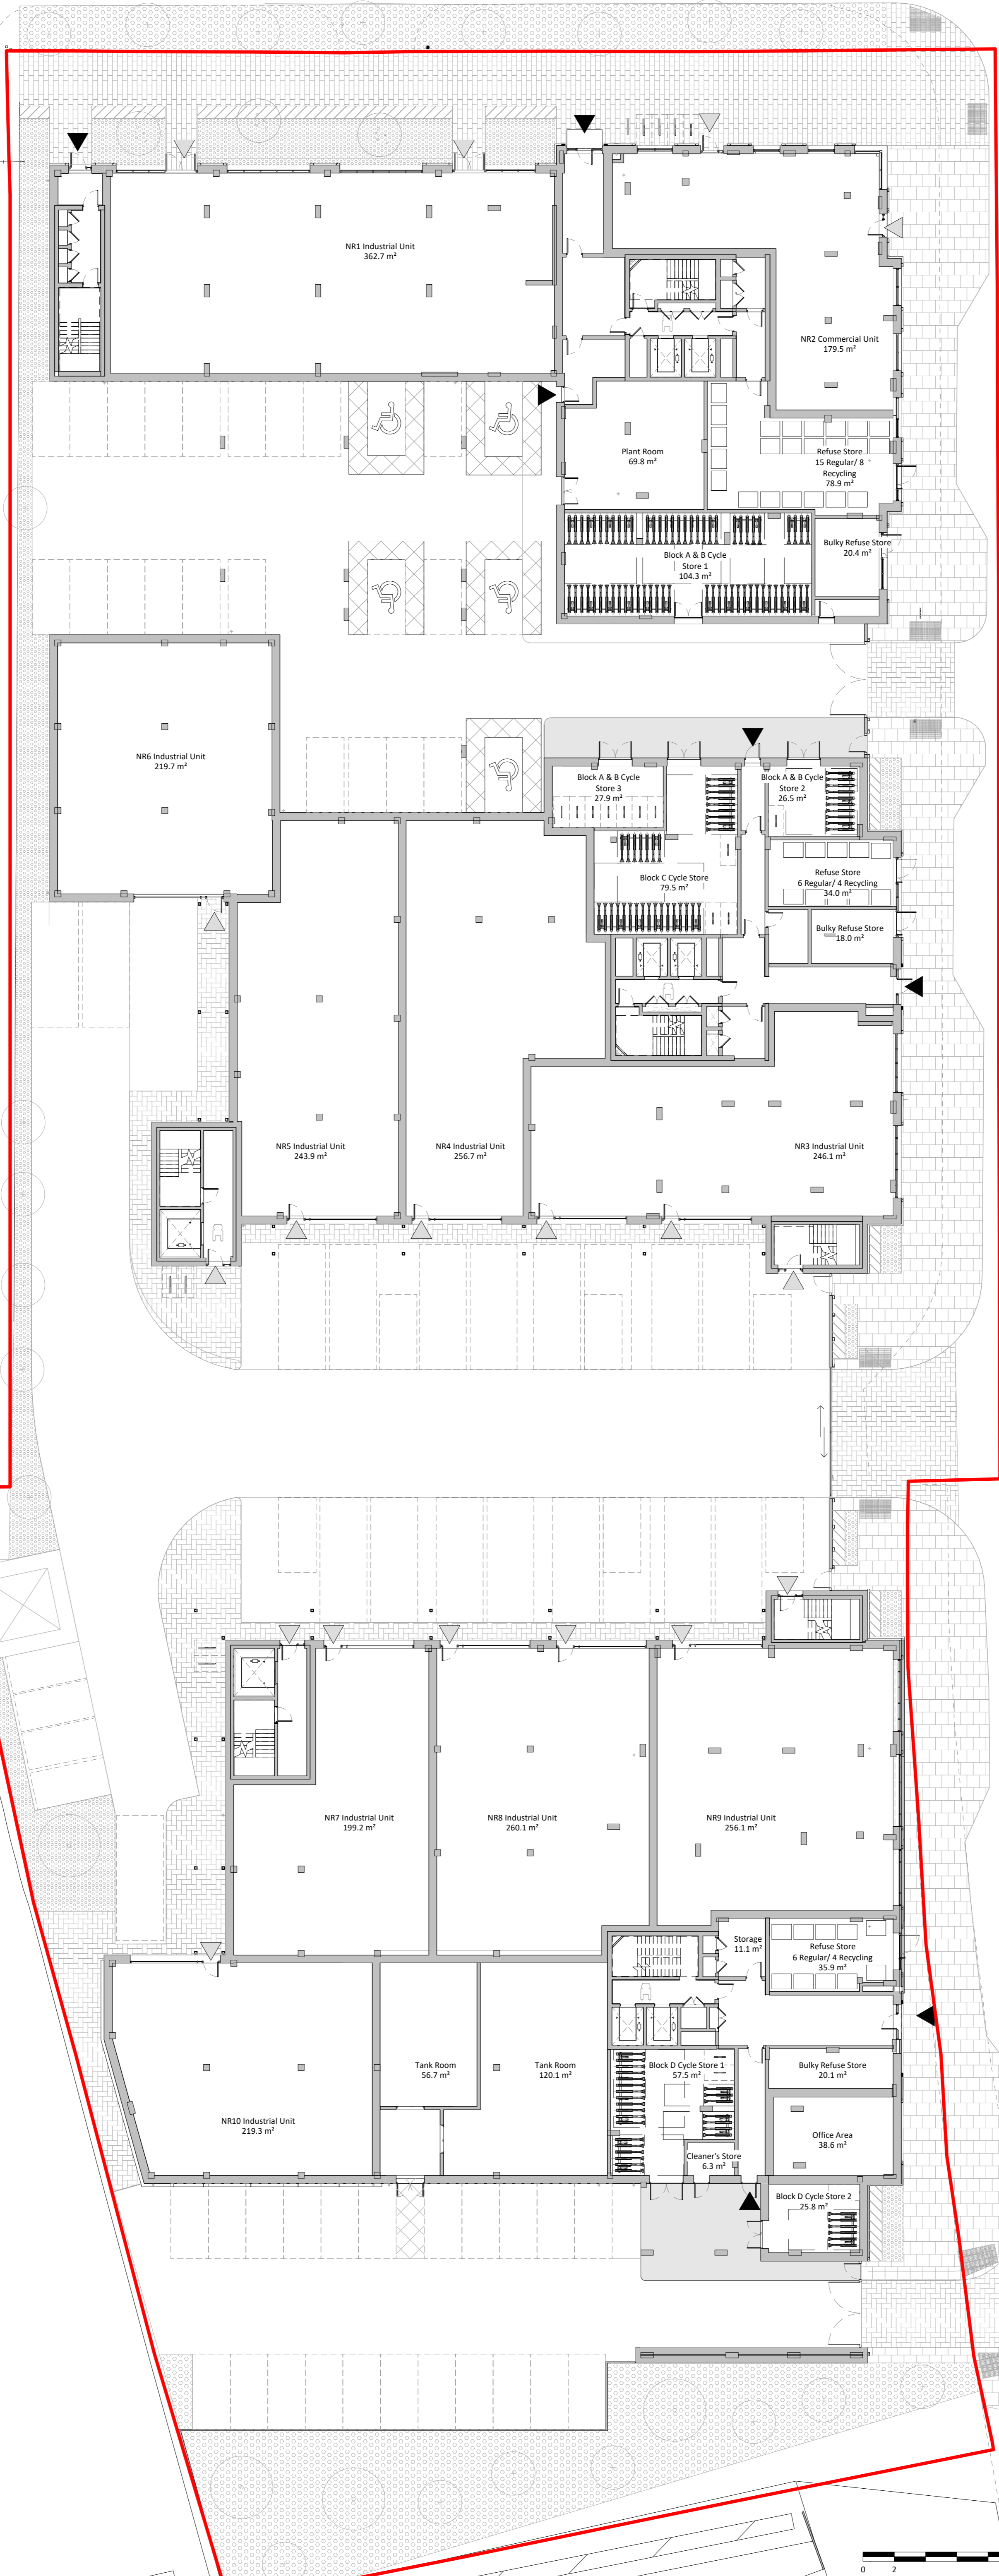 NR1 Industrial Unit
362.7 m²
NR2 Commercial Unit
179.5 m²
Plant Room
69.8 m²
Refuse Store
15 Regular/ 8
Recycling
78.9 m²
Bulky Refuse Store
20.4 m²
Block A & B Cycle
Store 1
104.3 m²
NR6 Industrial Unit
219.7 m²
Block A & B Cycle
Store 3
27.9 m²
Block A & B Cycle
Store 2
26.5 m²
Block C Cycle Store
79.5 m²
Refuse Store
6 Regular/ 4 Recycling
34.0 m²
Bulky Refuse Store
18.0 m²
NR5 Industrial Unit
243.9 m²
NR4 Industrial Unit
256.7 m²
NR3 Industrial Unit
246.1 m²
NR7 Industrial Unit
199.2 m²
NR8 Industrial Unit
260.1 m²
NR9 Industrial Unit
256.1 m²
Storage
11.1 m²
Refuse Store
6 Regular/ 4 Recycling
35.9 m²
Tank Room
56.7 m²
Tank Room
120.1 m²
Block D Cycle Store 1
57.5 m²
Bulky Refuse Store
20.1 m²
NR10 Industrial Unit
219.3 m²
Office Area
38.6 m²
Cleaner's Store
6.3 m²
Block D Cycle Store 2
25.8 m²
0 2